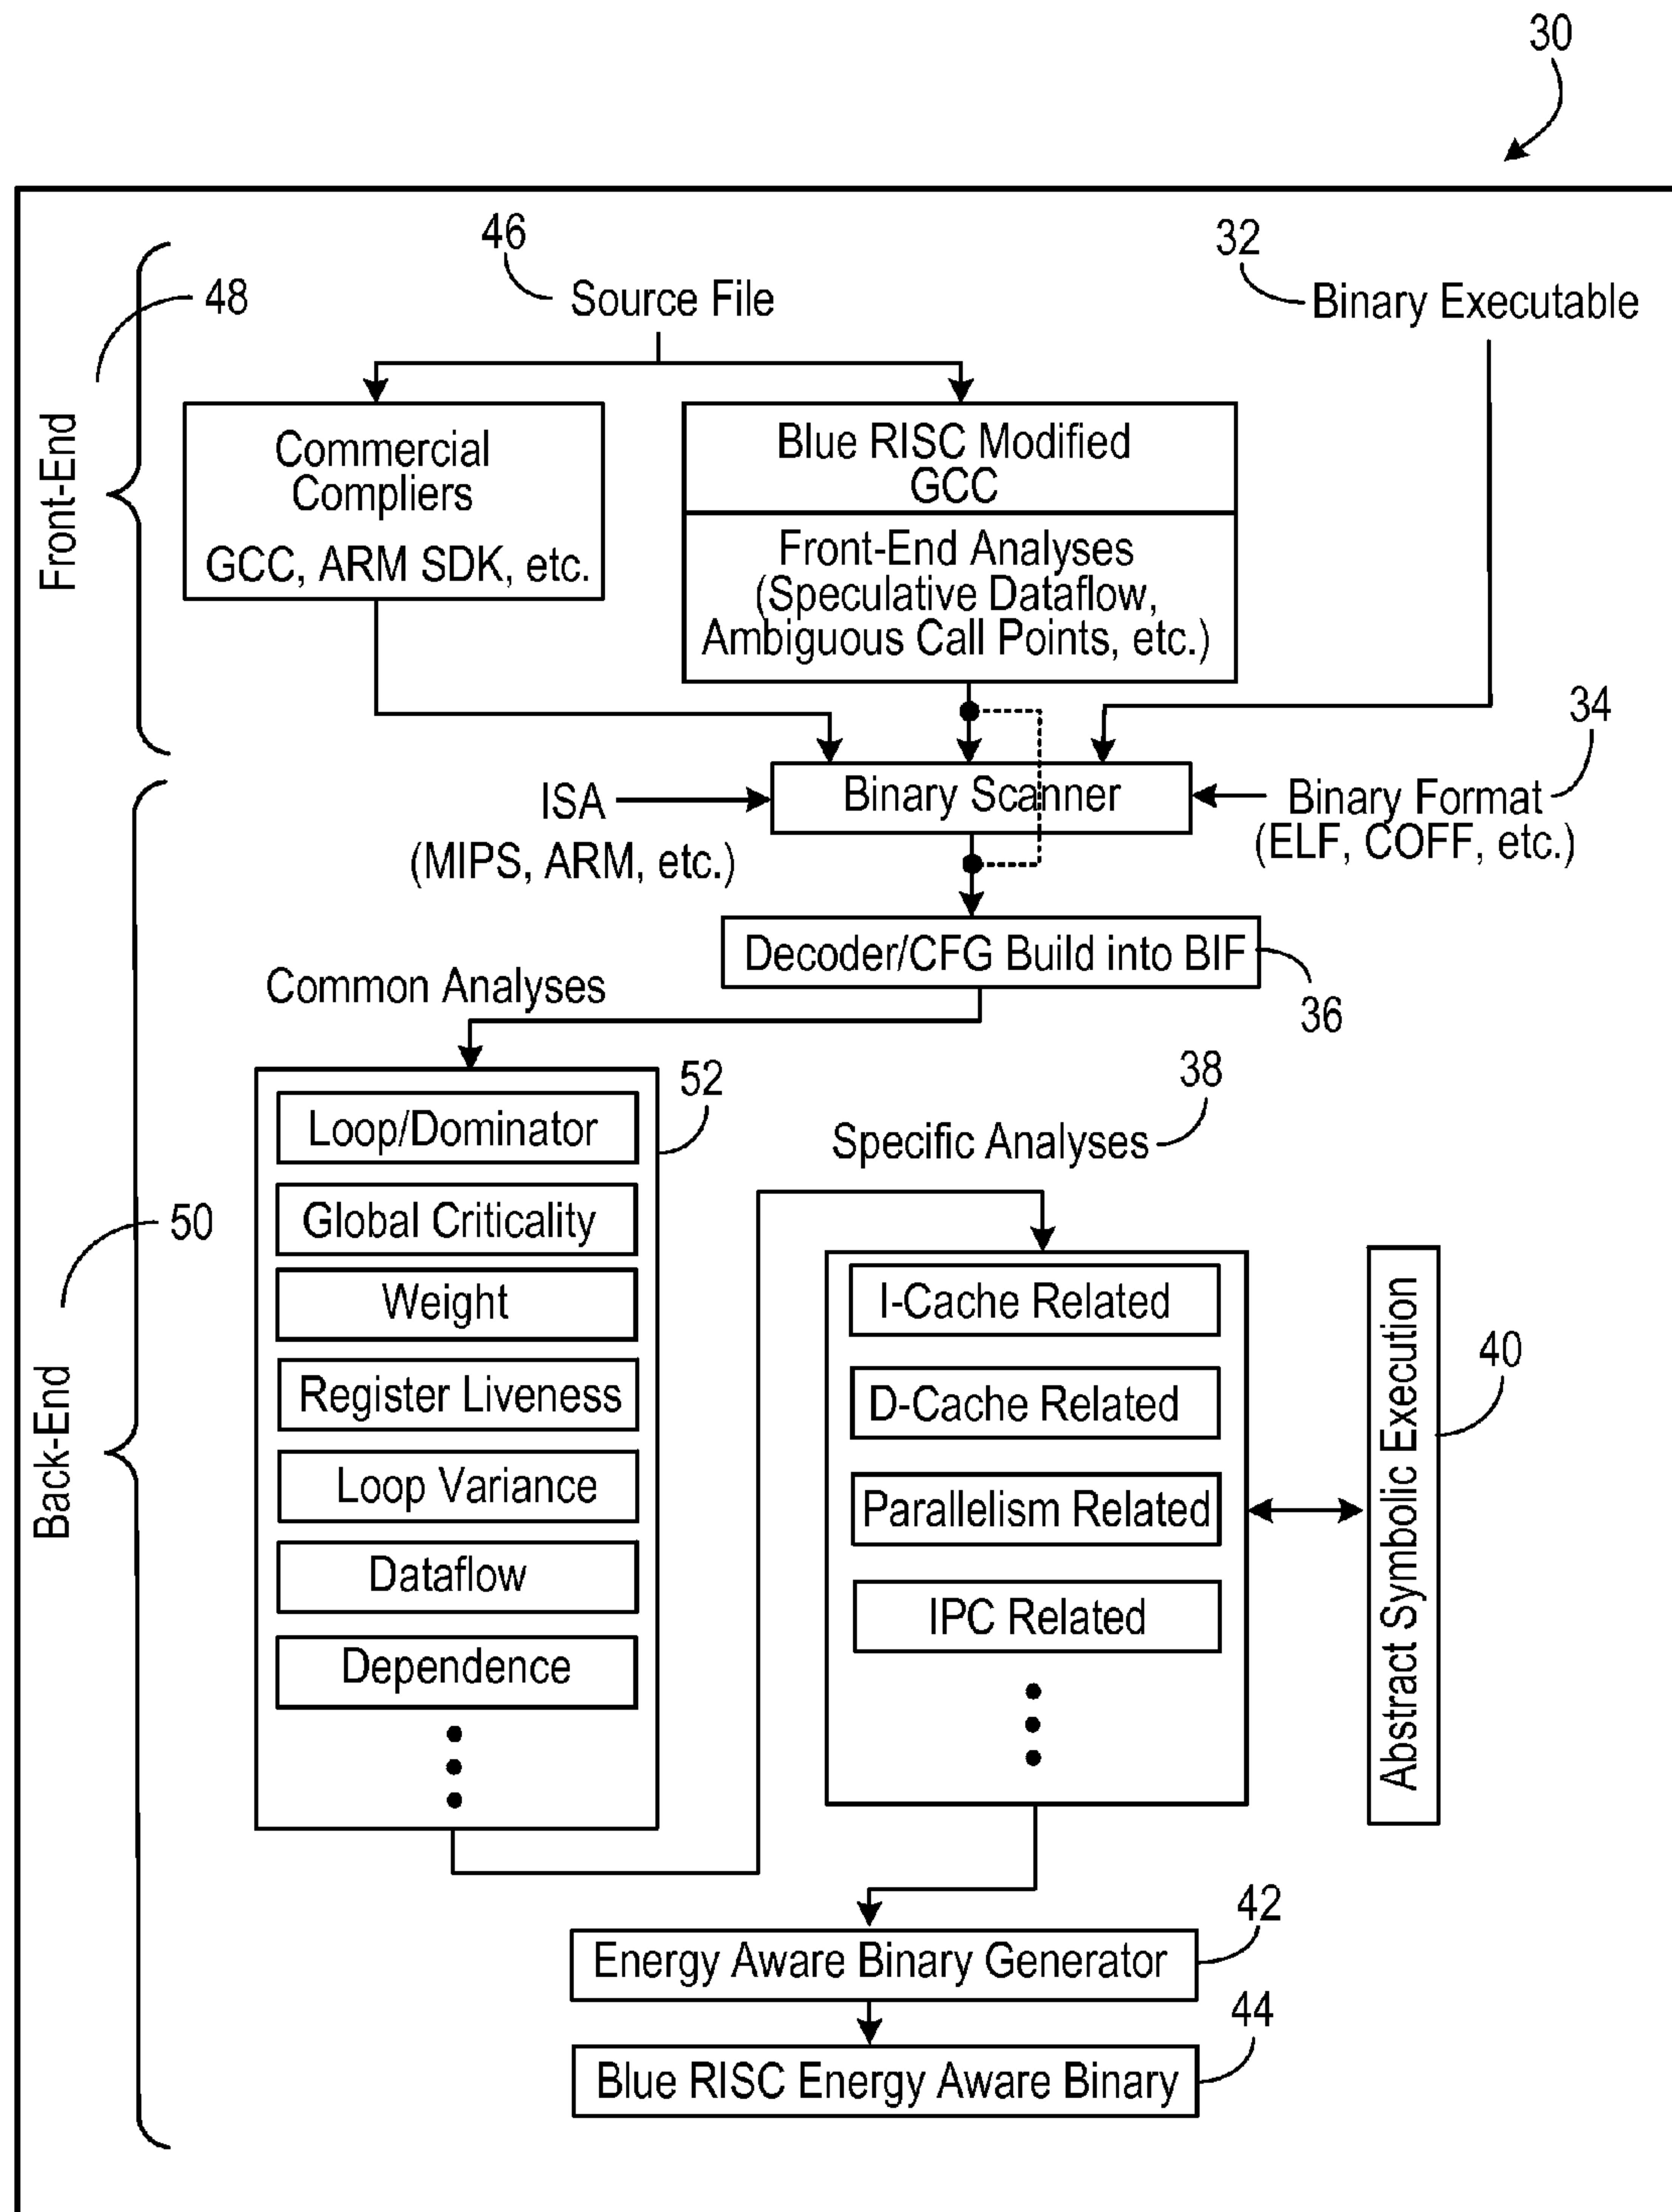 30
46
32
48
Source File
Binary Executable
Front-End
Commercial
Compliers
GCC, ARM SDK, etc.
Blue RISC Modified
GCC
Front-End Analyses
(Speculative Dataflow,
Ambiguous Call Points, etc.)
34
ISA
(MIPS, ARM, etc.)
Binary Scanner
Binary Format
(ELF, COFF, etc.)
Decoder/CFG Build into BIF
36
Common Analyses
52
38
Loop/Dominator
Global Criticality
Weight
Register Liveness
Loop Variance
Dataflow
Dependence
Specific Analyses
50
Back-End
I-Cache Related
D-Cache Related
Parallelism Related
IPC Related
Abstract Symbolic Execution
40
42
Energy Aware Binary Generator
44
Blue RISC Energy Aware Binary